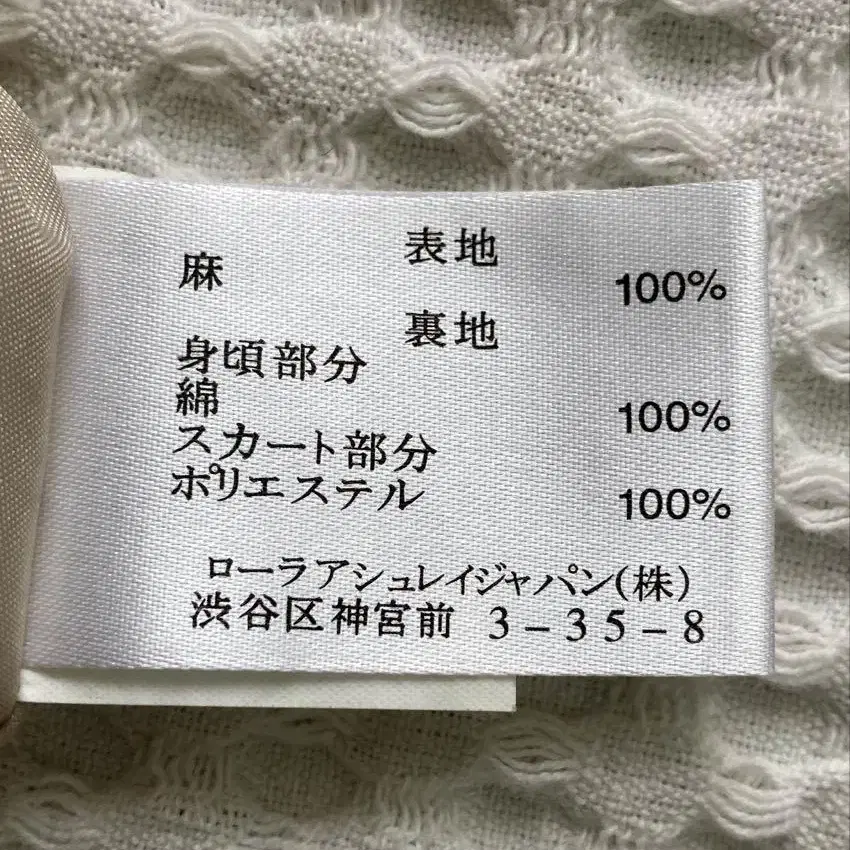 表地
麻 100%
裏地
身頃部分
綿 100%
スカート部分
ポリエステル 100%
ローラアシュレイジャパン(株)
渋谷区神宮前 3-35-8